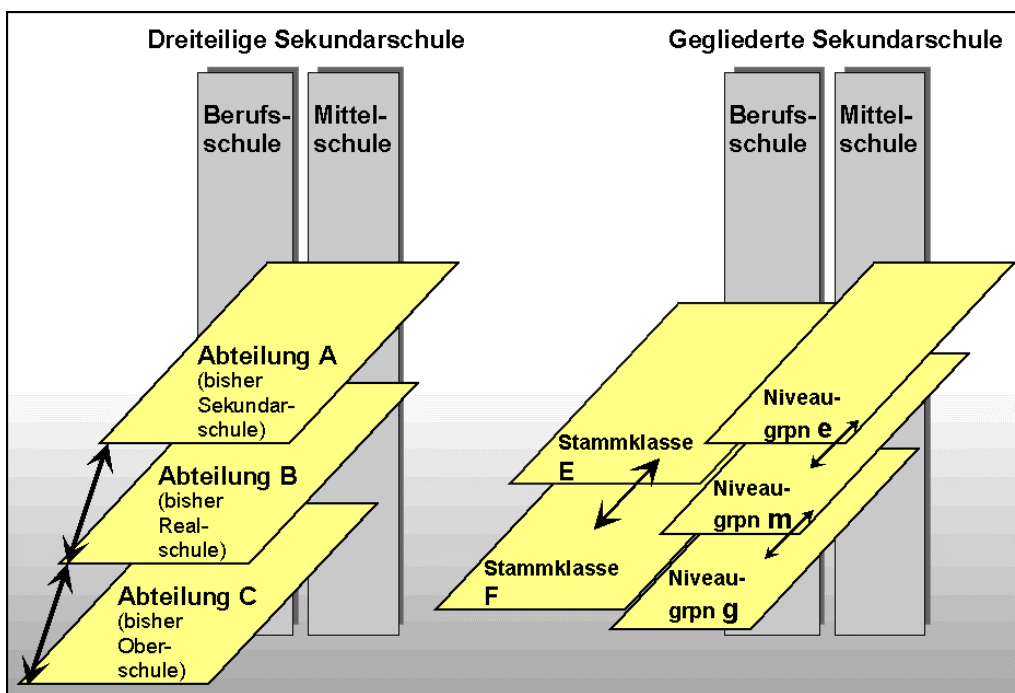 Dreiteilige Sekundarschule
Berufs-
schule
Mittel-
schule
Abteilung A
(bisher
Sekundar-
schule)
Abteilung B
(bisher
Real-
schule)
Abteilung C
(bisher
Ober-
schule)
Gegliederte Sekundarschule
Berufs-
schule
Mittel-
schule
Stammklasse
E
Stammklasse
F
Niveau-
grpn e
Niveau-
grpn m
Niveau-
grpn g